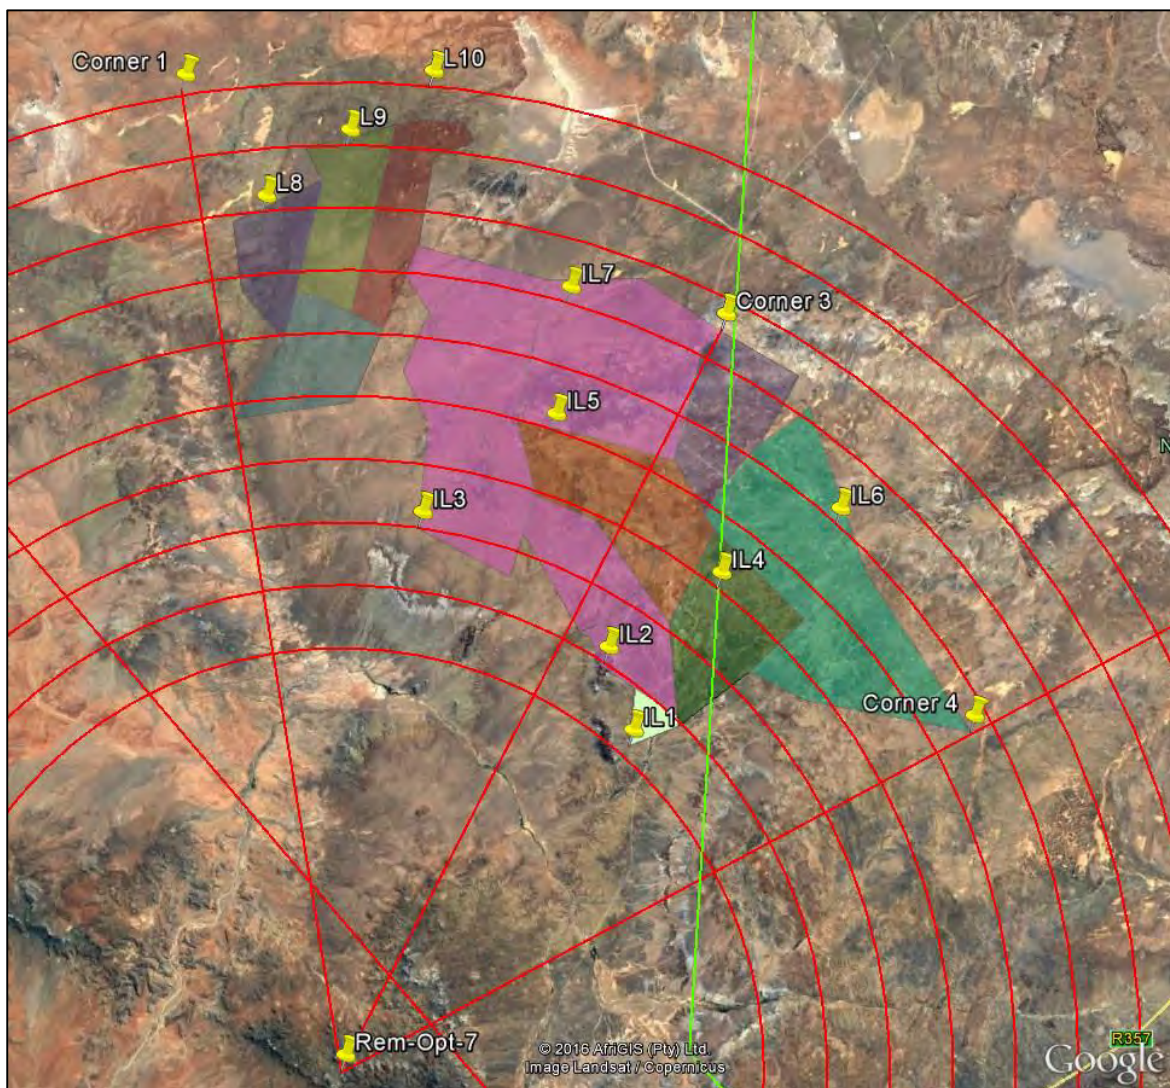 Corner 1
L10
L9
L8
IL7
Corner 3
IL5
N
IL3
IL6
IL4
IL2
Corner 4
IL1
Rem-Opt-7
© 2016 AfriGIS (Pty) Ltd.
Image Landsat / Copernicus
R357
Google